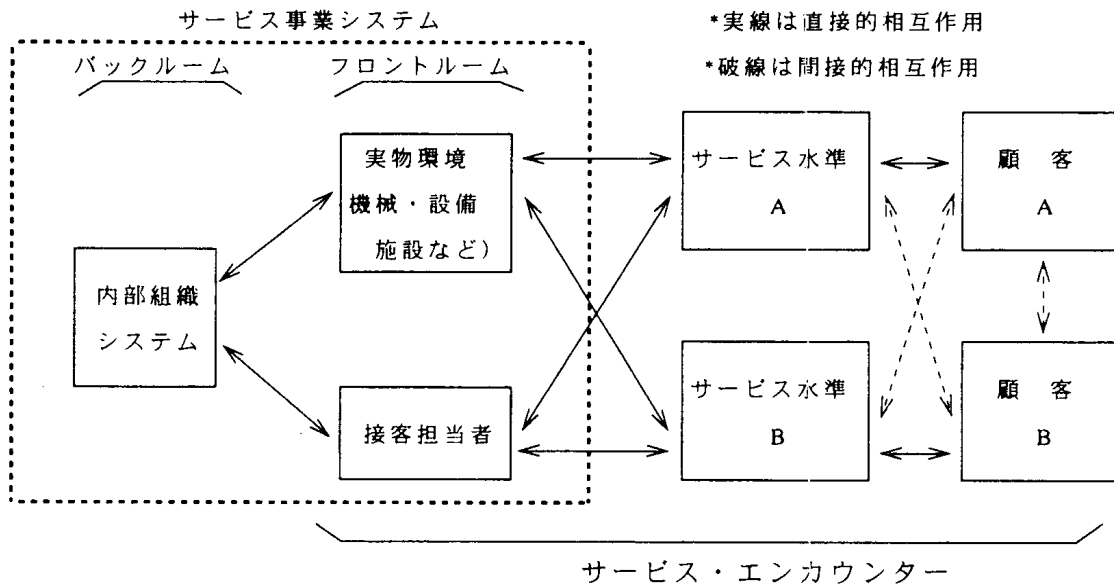 サービス事業システム
*実線は直接的相互作用
*破線は間接的相互作用
バックルーム
フロントルーム
実物環境
機械・設備
施設など)
内部組織
システム
接客担当者
サービス水準
A
顧 客
A
サービス水準
B
顧 客
B
サービス・エンカウンター